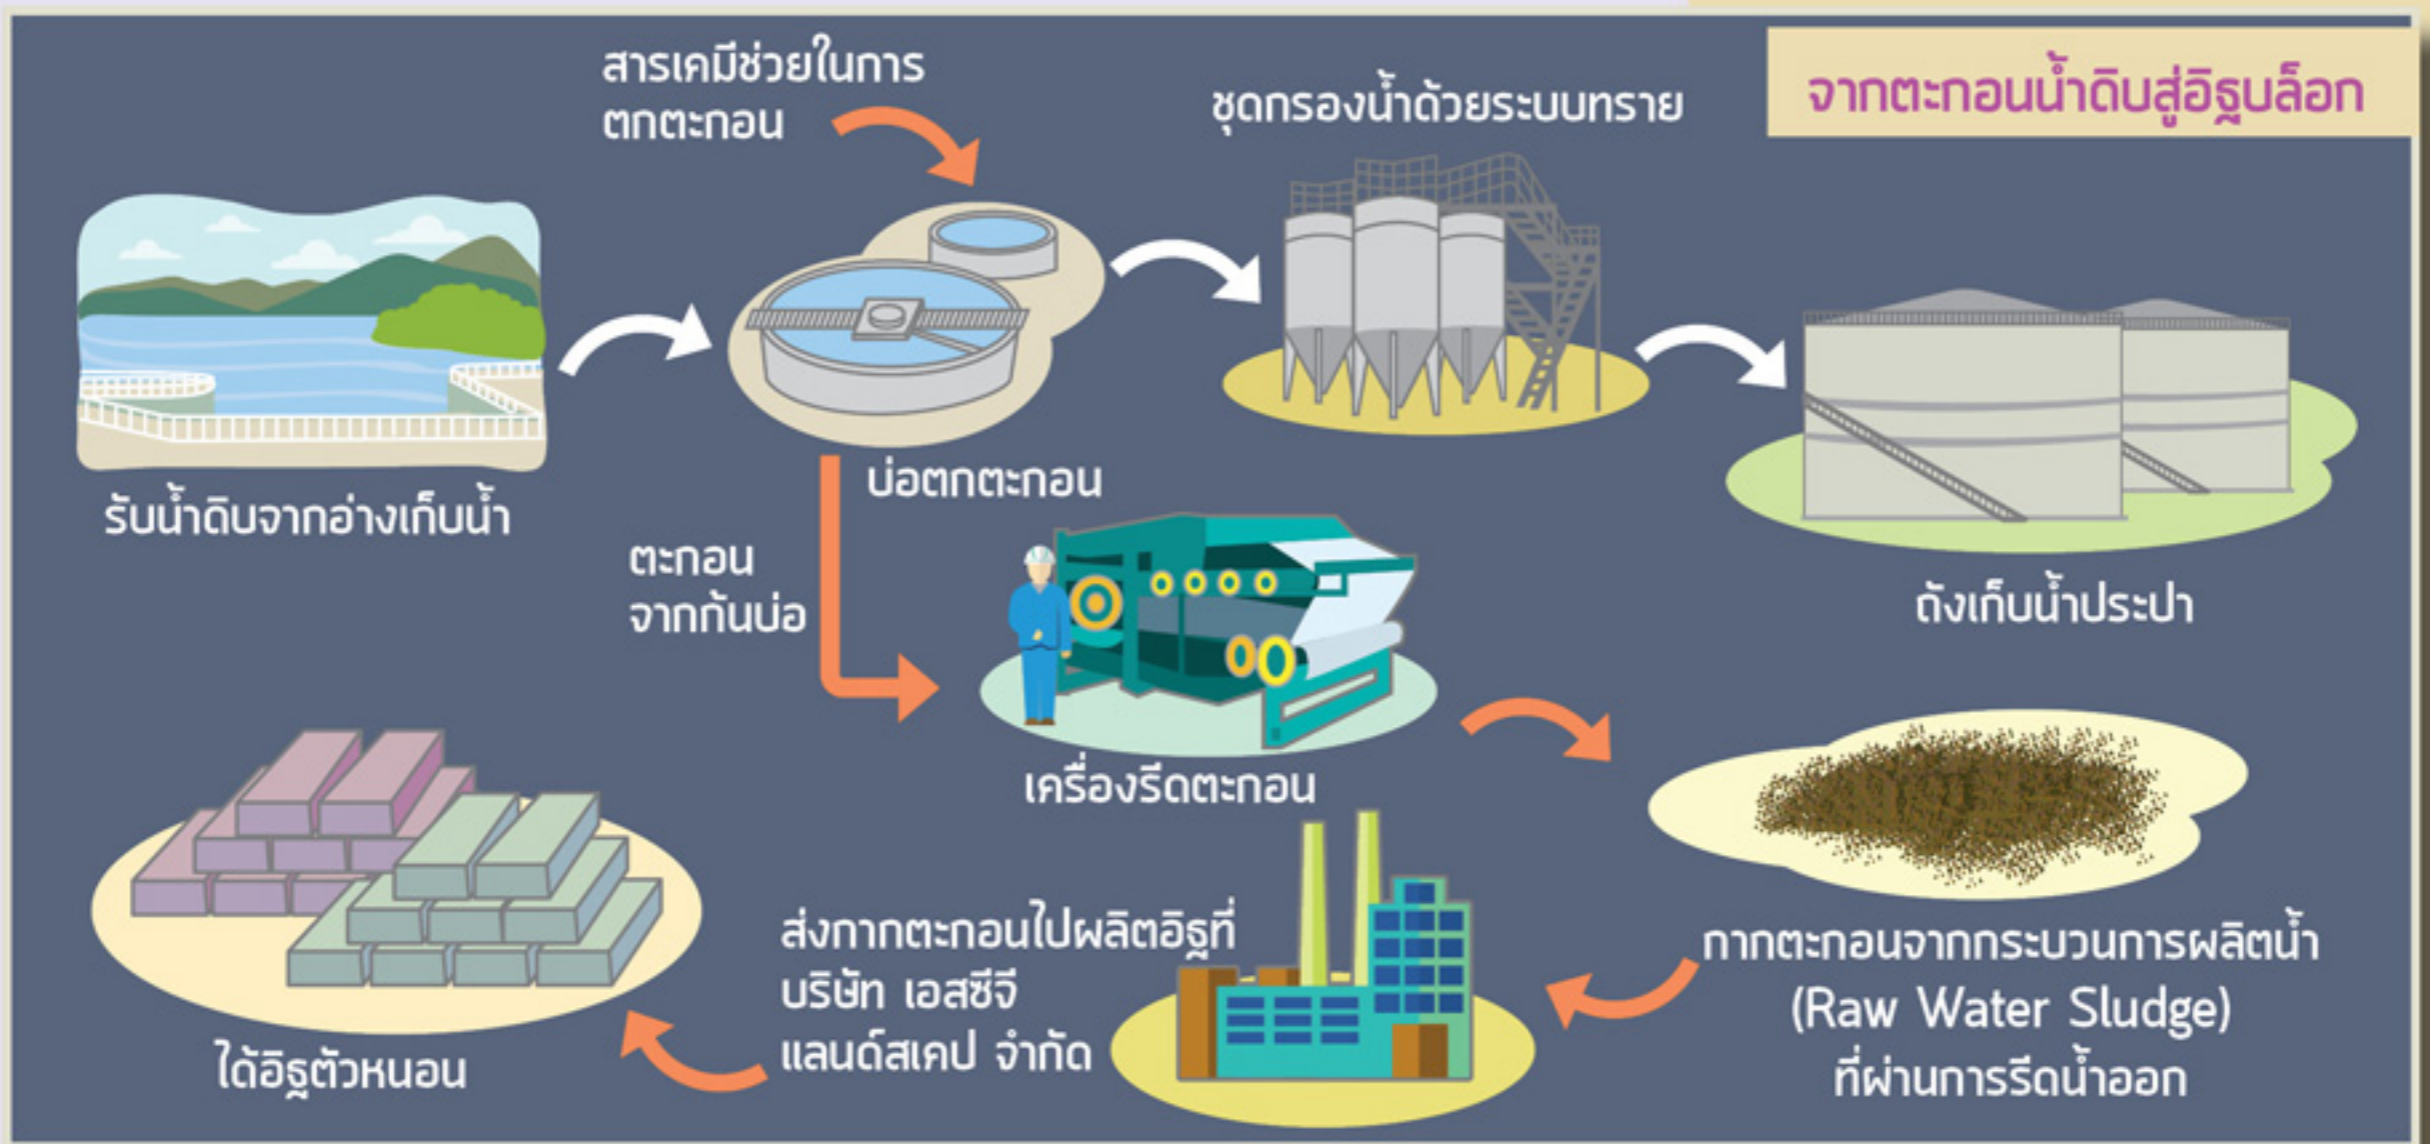 จากตะกอนน้ำดิบสู่อิฐบล็อก
สารเคมีช่วยในการ
ตกตะกอน
ชุดกรองน้ำด้วยระบบทราย
รับน้ำดิบจากอ่างเก็บน้ำ
บ่อตกตะกอน
ถังเก็บน้ำประปา
ตะกอน
จากก้นบ่อ
เครื่องรีดตะกอน
กากตะกอนจากกระบวนการผลิตน้ำ
(Raw Water Sludge)
ที่ผ่านการรีดน้ำออก
ส่งกากตะกอนไปผลิตอิฐที่
บริษัท เอสซีจี
แลนด์สเคป จำกัด
ได้อิฐตัวหนอน